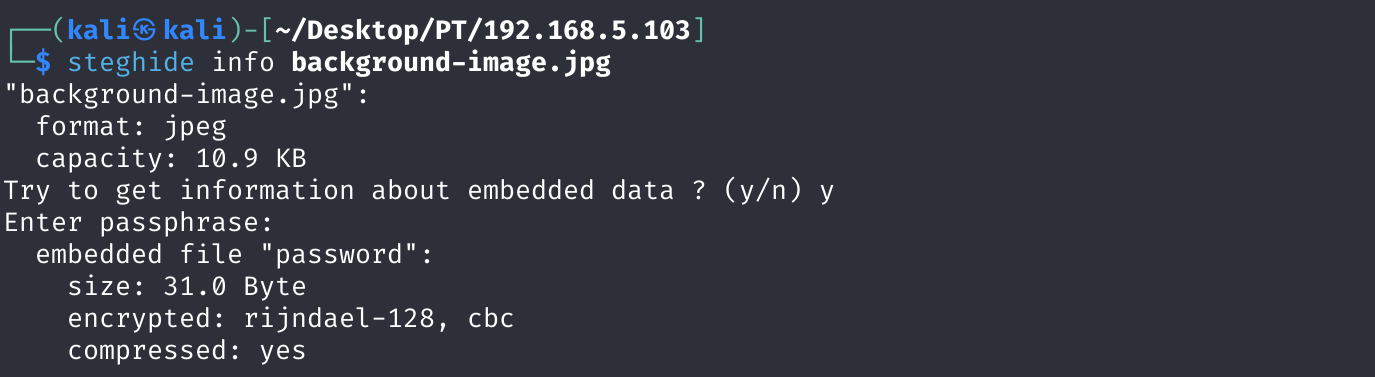 ┌──(kali㉿kali)-[~/Desktop/PT/192.168.5.103]
└─$ steghide info background-image.jpg
"background-image.jpg":
  format: jpeg
  capacity: 10.9 KB
Try to get information about embedded data ? (y/n) y
Enter passphrase:
  embedded file "password":
    size: 31.0 Byte
    encrypted: rijndael-128, cbc
    compressed: yes